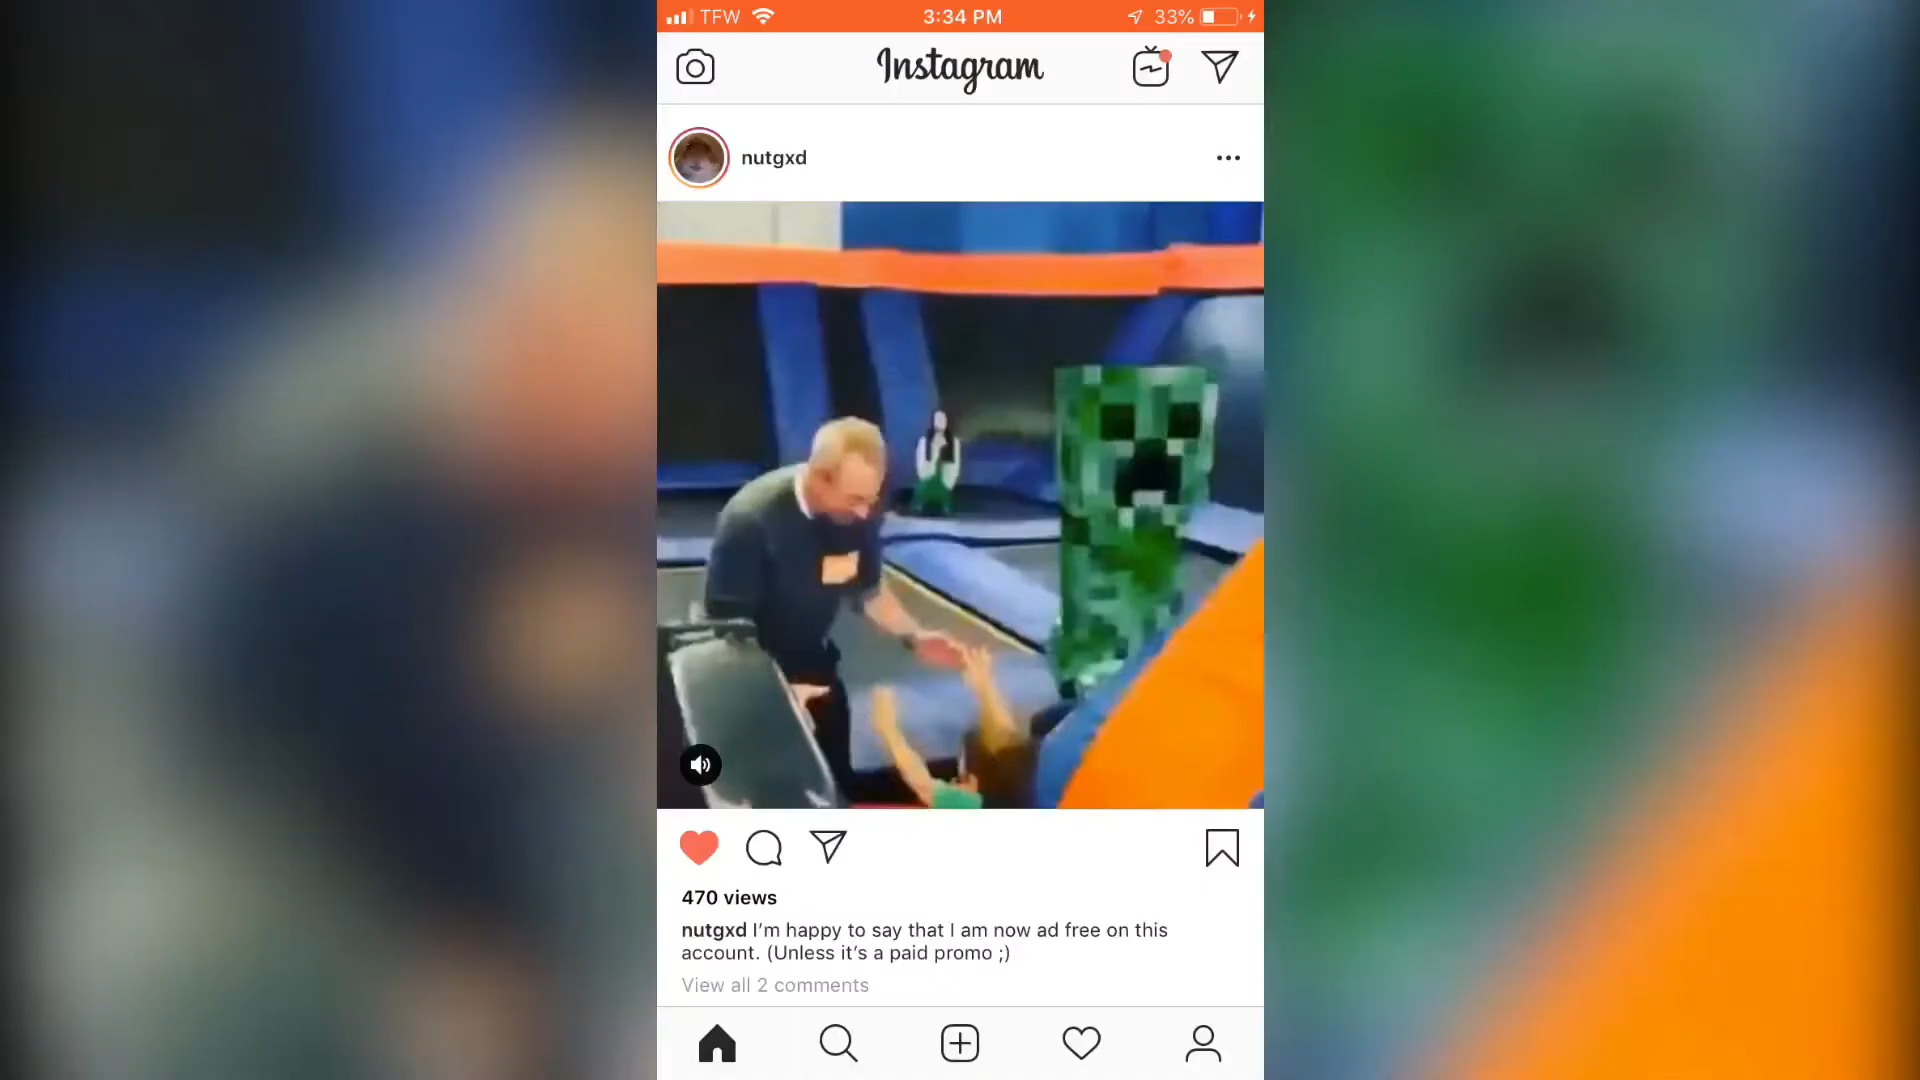 TFW 3:34 PM 33%
Instagram
nutgxd
470 views
nutgxd I'm happy to say that I am now ad free on this
account. (Unless it's a paid promo ;)
View all 2 comments